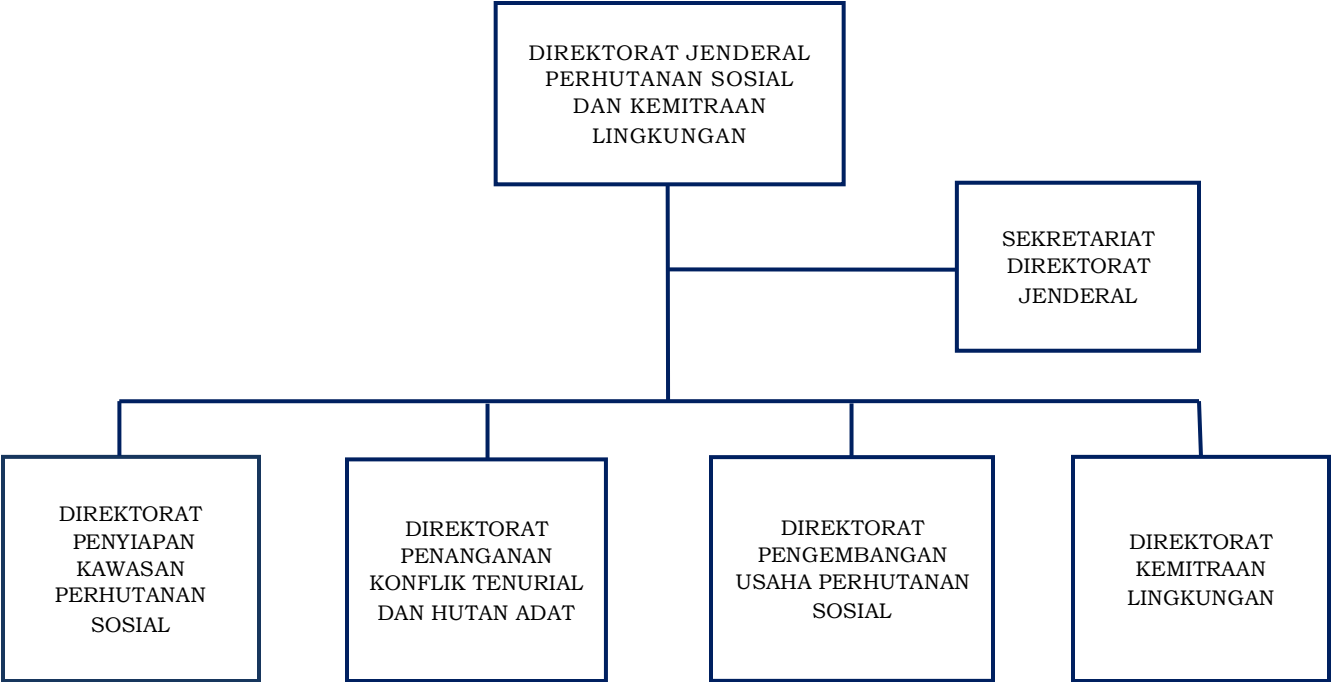 DIREKTORAT JENDERAL
PERHUTANAN SOSIAL
DAN KEMITRAAN
LINGKUNGAN
SEKRETARIAT
DIREKTORAT
JENDERAL
DIREKTORAT
PENYIAPAN
KAWASAN
PERHUTANAN
SOSIAL
DIREKTORAT
PENANGANAN
KONFLIK TENURIAL
DAN HUTAN ADAT
DIREKTORAT
PENGEMBANGAN
USAHA PERHUTANAN
SOSIAL
DIREKTORAT
KEMITRAAN
LINGKUNGAN